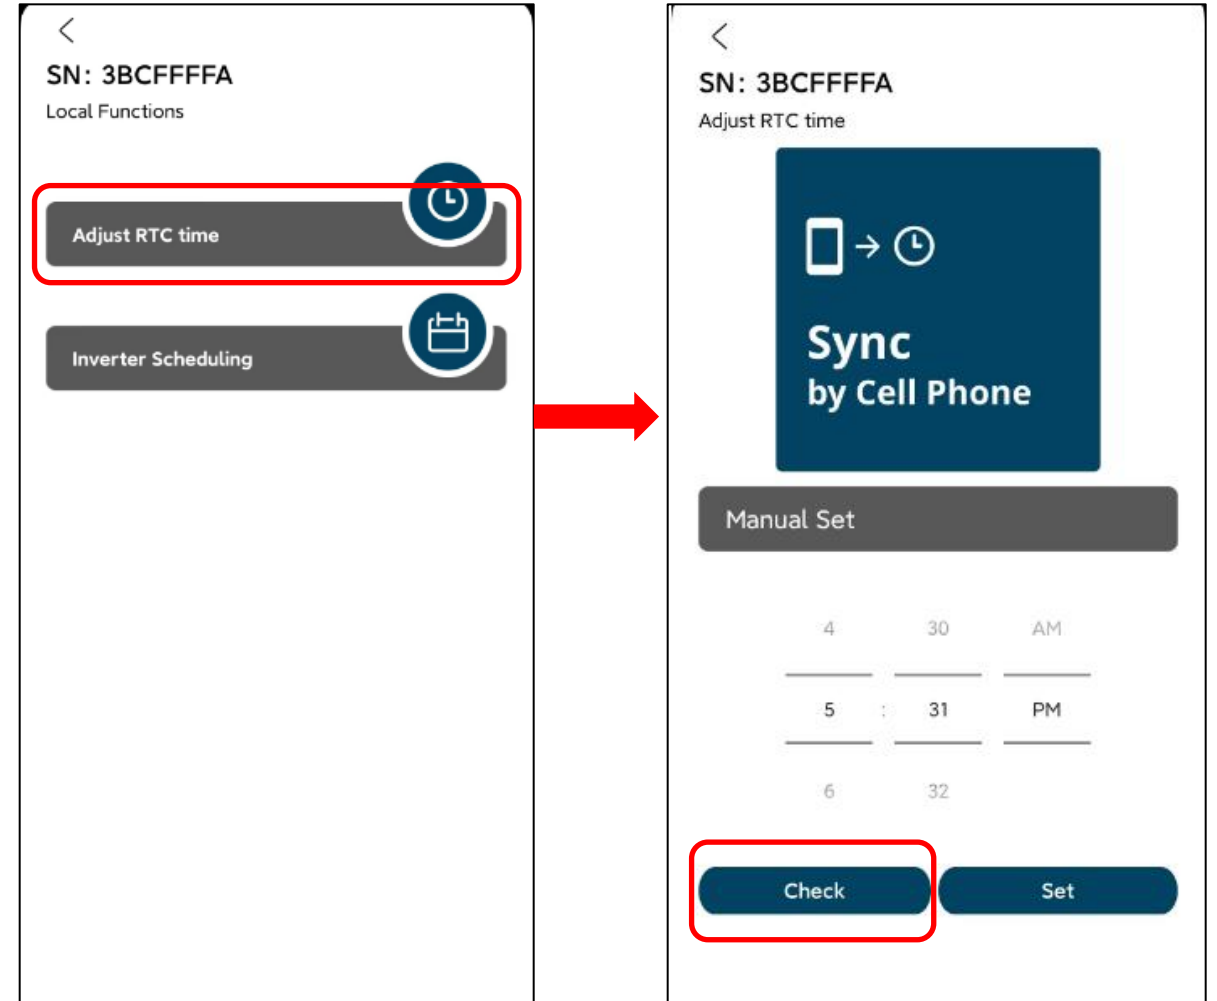 SN: 3BCFFFFA
Local Functions
Adjust RTC time
Inverter Scheduling
SN: 3BCFFFFA
Adjust RTC time
Sync
by Cell Phone
Manual Set
4 30 AM
5 : 31 PM
6 32
Check Set